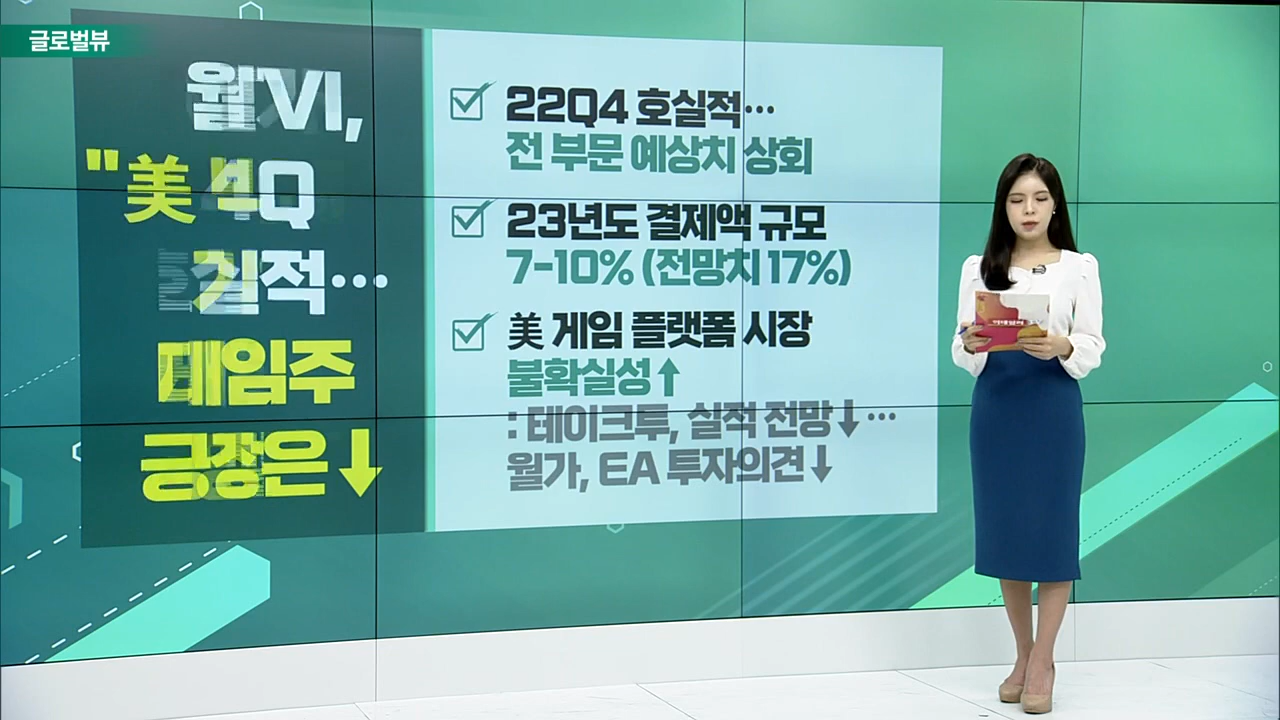 글로벌뷰
"美
적…
임주
은↓
22Q4 호실적…
전 부문 예상치 상회
23년도 결제액 규모
7-10% (전망치 17%)
美 게임 플랫폼 시장
불확실성↑
: 테이크투, 실적 전망↓…
월가, EA 투자의견↓